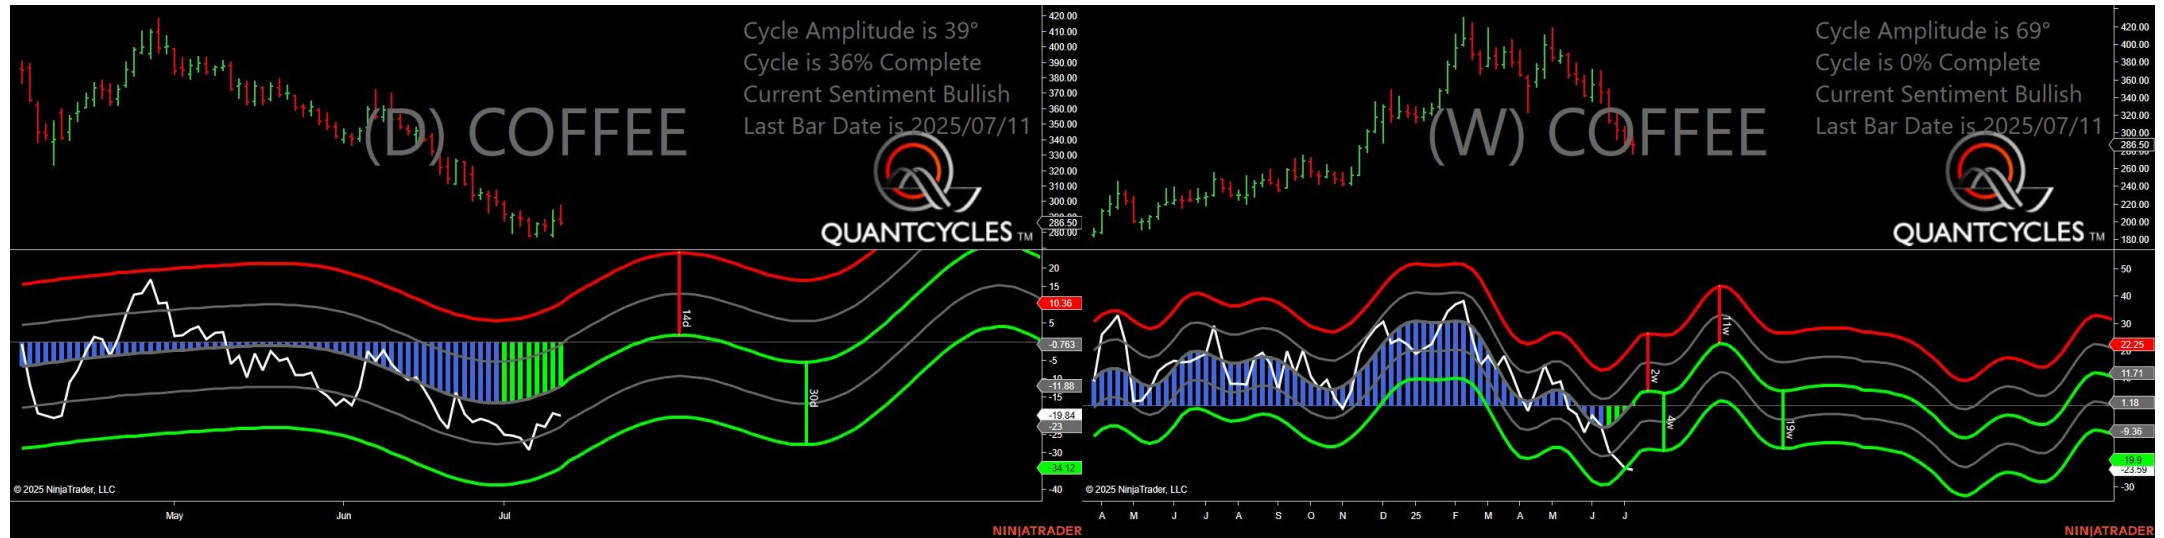 Cycle Amplitude is 39°
Cycle is 36% Complete
Current Sentiment Bullish
Last Bar Date is 2025/07/11
(D) COFFEE
QUANTCYCLES TM
420.00
410.00
400.00
390.00
380.00
370.00
360.00
350.00
340.00
330.00
320.00
310.00
300.00
286.50
280.00
20
15
10.36
5
-0.763
-5
-11.88
-15
-19.84
-23
-25
-30
-34.12
-40
14d
30d
© 2025 NinjaTrader, LLC
May
Jun
Jul
NINJATRADER
Cycle Amplitude is 69°
Cycle is 0% Complete
Current Sentiment Bullish
Last Bar Date is 2025/07/11
(W) COFFEE
QUANTCYCLES TM
420.00
400.00
380.00
360.00
340.00
320.00
300.00
286.50
260.00
240.00
220.00
200.00
180.00
50
40
30
22.25
11.71
1.18
-9.36
-19.9
-23.59
-30
2w
4w
11w
19w
© 2025 NinjaTrader, LLC
A
M
J
J
A
S
O
N
D
25
F
M
A
M
J
J
NINJATRADER